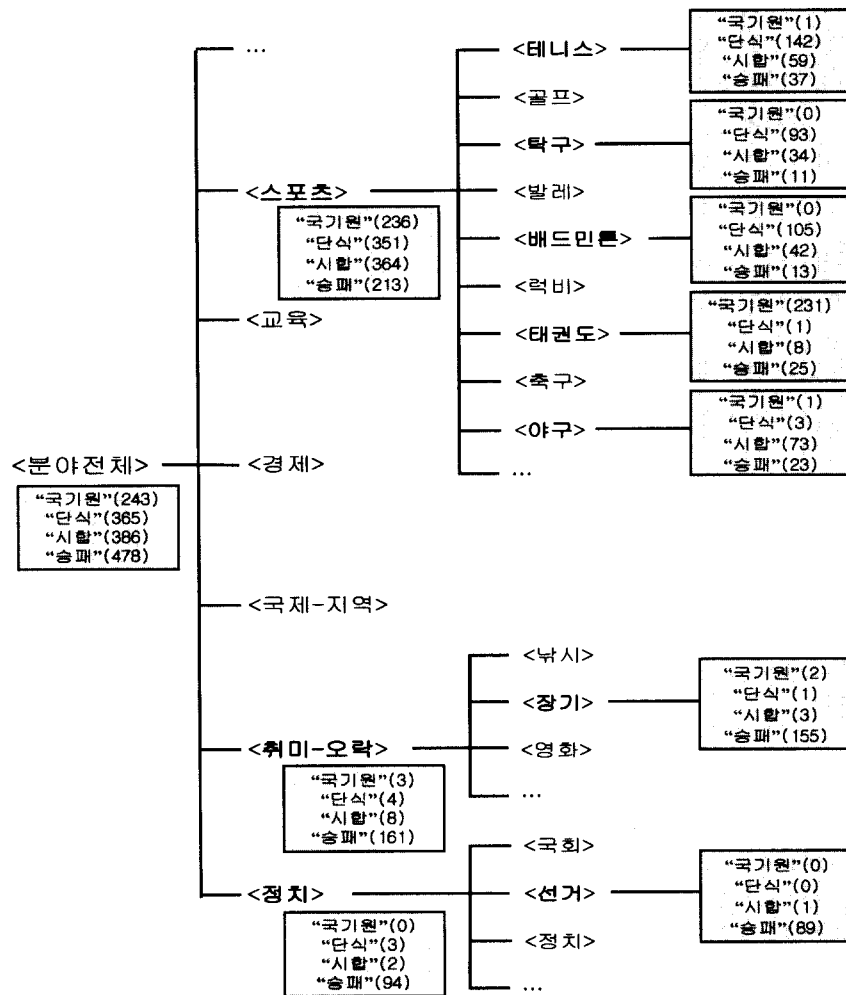 ...
<스포츠>
“국기원”(236)
“단식”(351)
“시합”(364)
“승패”(213)
<테니스>
“국기원”(1)
“단식”(142)
“시합”(59)
“승패”(37)
<골프>
<탁구>
“국기원”(0)
“단식”(93)
“시합”(34)
“승패”(11)
<발레>
<배드민튼>
“국기원”(0)
“단식”(105)
“시합”(42)
“승패”(13)
<럭비>
<태권도>
“국기원”(231)
“단식”(1)
“시합”(8)
“승패”(25)
<축구>
<야구>
“국기원”(1)
“단식”(3)
“시합”(73)
“승패”(23)
...
<교육>
<분야전체>
“국기원”(243)
“단식”(365)
“시합”(386)
“승패”(478)
<경제>
<국제-지역>
<취미-오락>
“국기원”(3)
“단식”(4)
“시합”(8)
“승패”(161)
<낚시>
<장기>
“국기원”(2)
“단식”(1)
“시합”(3)
“승패”(155)
<영화>
...
<정치>
“국기원”(0)
“단식”(3)
“시합”(2)
“승패”(94)
<국회>
<선거>
“국기원”(0)
“단식”(0)
“시합”(1)
“승패”(89)
<정치>
...